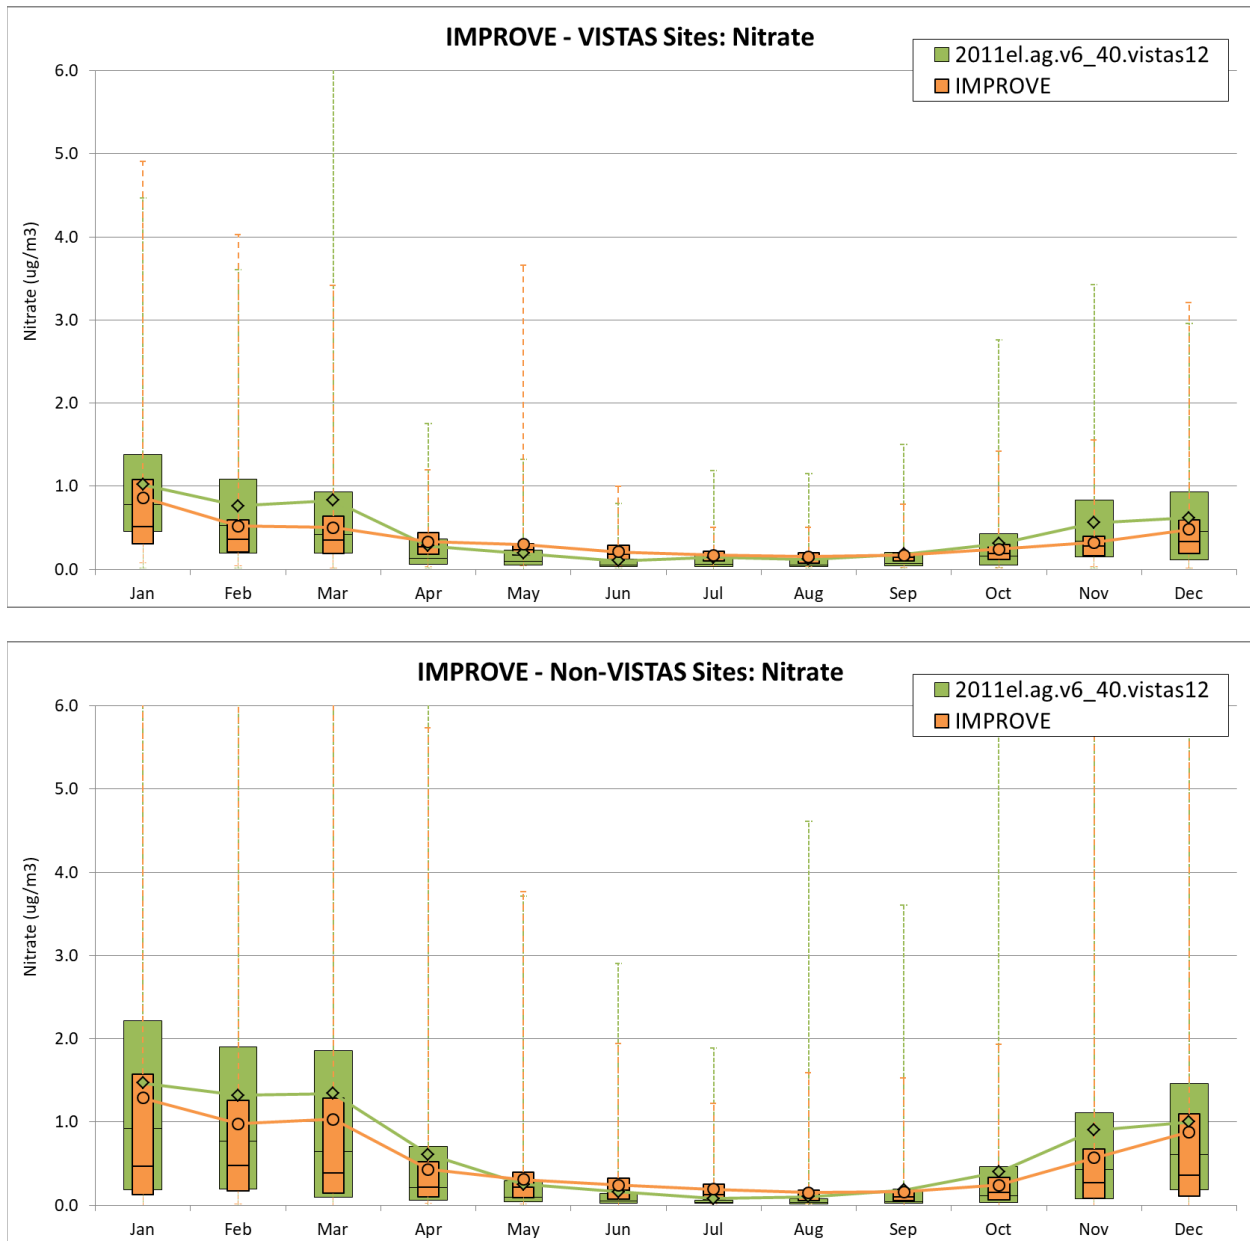 IMPROVE - VISTAS Sites: Nitrate
2011el.ag.v6_40.vistas12
IMPROVE
Nitrate (ug/m3)
6.0
5.0
4.0
3.0
2.0
1.0
0.0
Jan Feb Mar Apr May Jun Jul Aug Sep Oct Nov Dec
IMPROVE - Non-VISTAS Sites: Nitrate
2011el.ag.v6_40.vistas12
IMPROVE
Nitrate (ug/m3)
6.0
5.0
4.0
3.0
2.0
1.0
0.0
Jan Feb Mar Apr May Jun Jul Aug Sep Oct Nov Dec